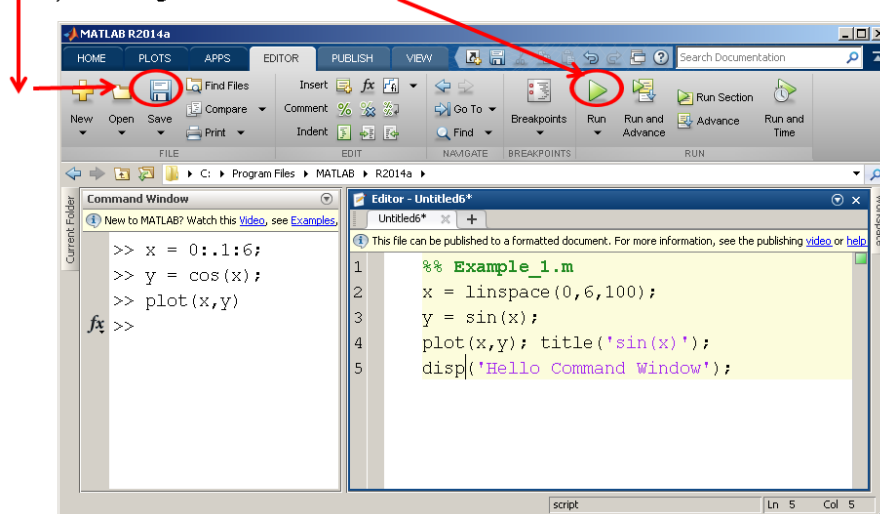 MATLAB R2014a
HOME PLOTS APPS EDITOR PUBLISH VIEW Search Documentation
New Open Save Find Files Compare Print
Insert Comment Indent fx
Go To Find
Breakpoints Run Run and Advance Run Section Advance Run and Time
FILE EDIT NAVIGATE BREAKPOINTS RUN
C: Program Files MATLAB R2014a
Current Folder
Command Window
New to MATLAB? Watch this Video, see Examples,
>> x = 0:.1:6;
>> y = cos(x);
>> plot(x,y)
fx >>
Editor - Untitled6*
Untitled6*
This file can be published to a formatted document. For more information, see the publishing video or help
1 %% Example_1.m
2 x = linspace(0,6,100);
3 y = sin(x);
4 plot(x,y); title('sin(x)');
5 disp('Hello Command Window');
Workspace
script Ln 5 Col 5